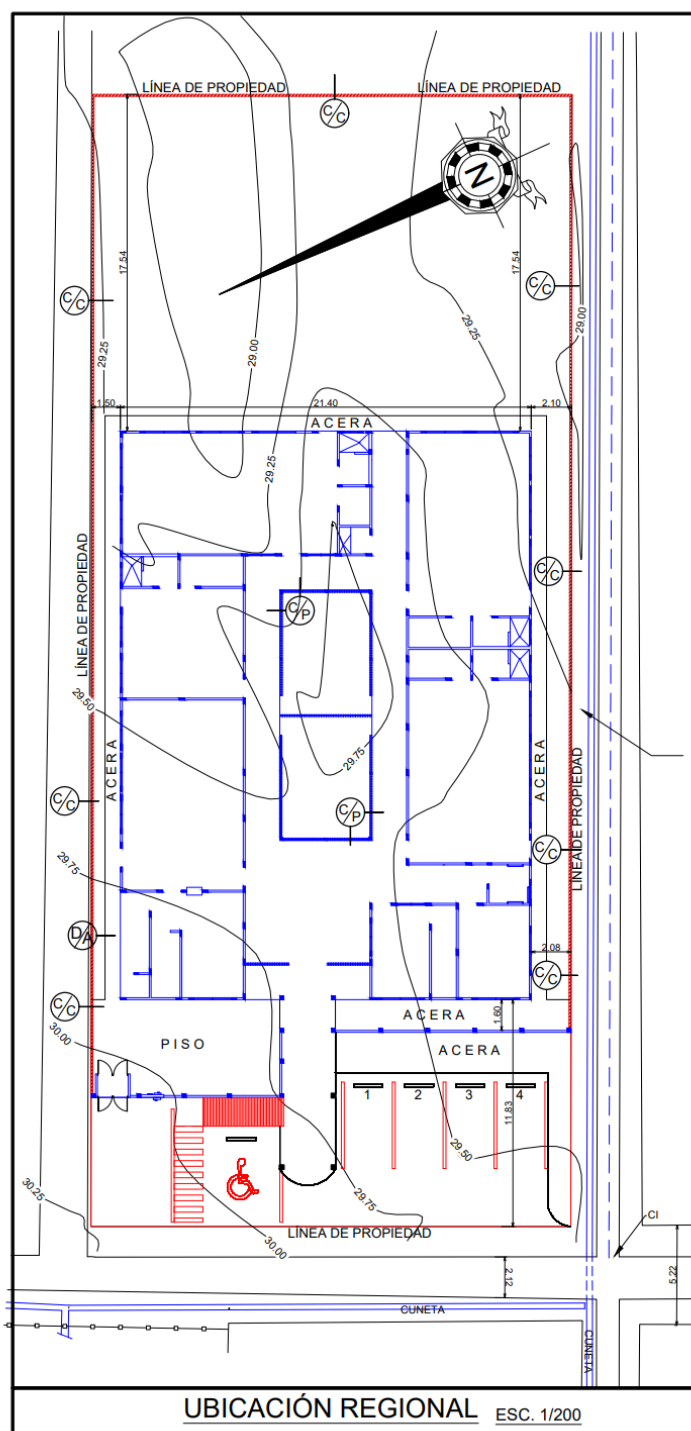 LÍNEA DE PROPIEDAD
LÍNEA DE PROPIEDAD
C/C
N
17.54
17.54
C/C
C/C
29.25
29.00
29.25
29.00
29.25
1.50
21.40
2.10
ACERA
C/C
LÍNEA DE PROPIEDAD
C/P
29.50
29.75
ACERA
ACERA
LÍNEA DE PROPIEDAD
C/C
C/P
C/C
29.75
D/A
2.08
C/C
C/C
1.60
ACERA
30.00
PISO
ACERA
1
2
3
4
11.83
29.50
30.25
29.75
30.00
LÍNEA DE PROPIEDAD
CI
5.22
2.12
CUNETA
CUNETA
UBICACIÓN REGIONAL ESC. 1/200